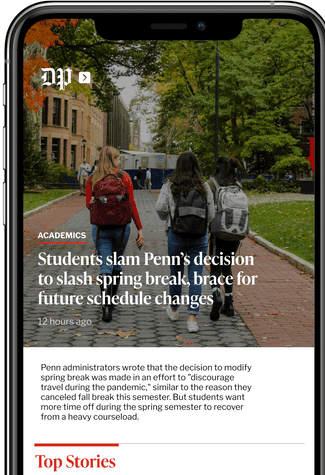 DP
ACADEMICS
Students slam Penn's decision
to slash spring break, brace for
future schedule changes
12 hours ago
Penn administrators wrote that the decision to modify
spring break was made in an effort to "discourage
travel during the pandemic," similar to the reason they
canceled fall break this semester. But students want
more time off during the spring semester to recover
from a heavy courseload.
Top Stories